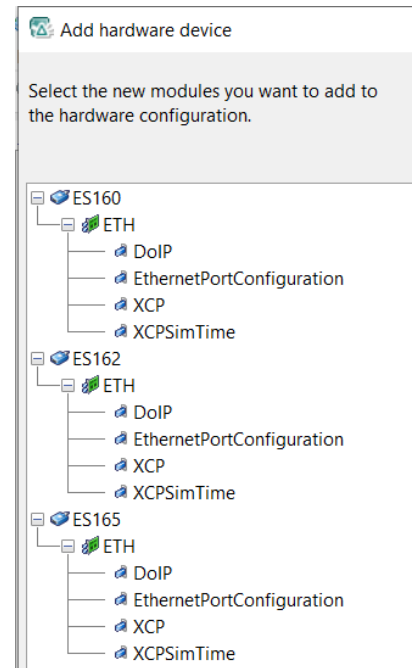 Add hardware device
Select the new modules you want to add to
the hardware configuration.
ES160
ETH
DoIP
EthernetPortConfiguration
XCP
XCPSimTime
ES162
ETH
DoIP
EthernetPortConfiguration
XCP
XCPSimTime
ES165
ETH
DoIP
EthernetPortConfiguration
XCP
XCPSimTime